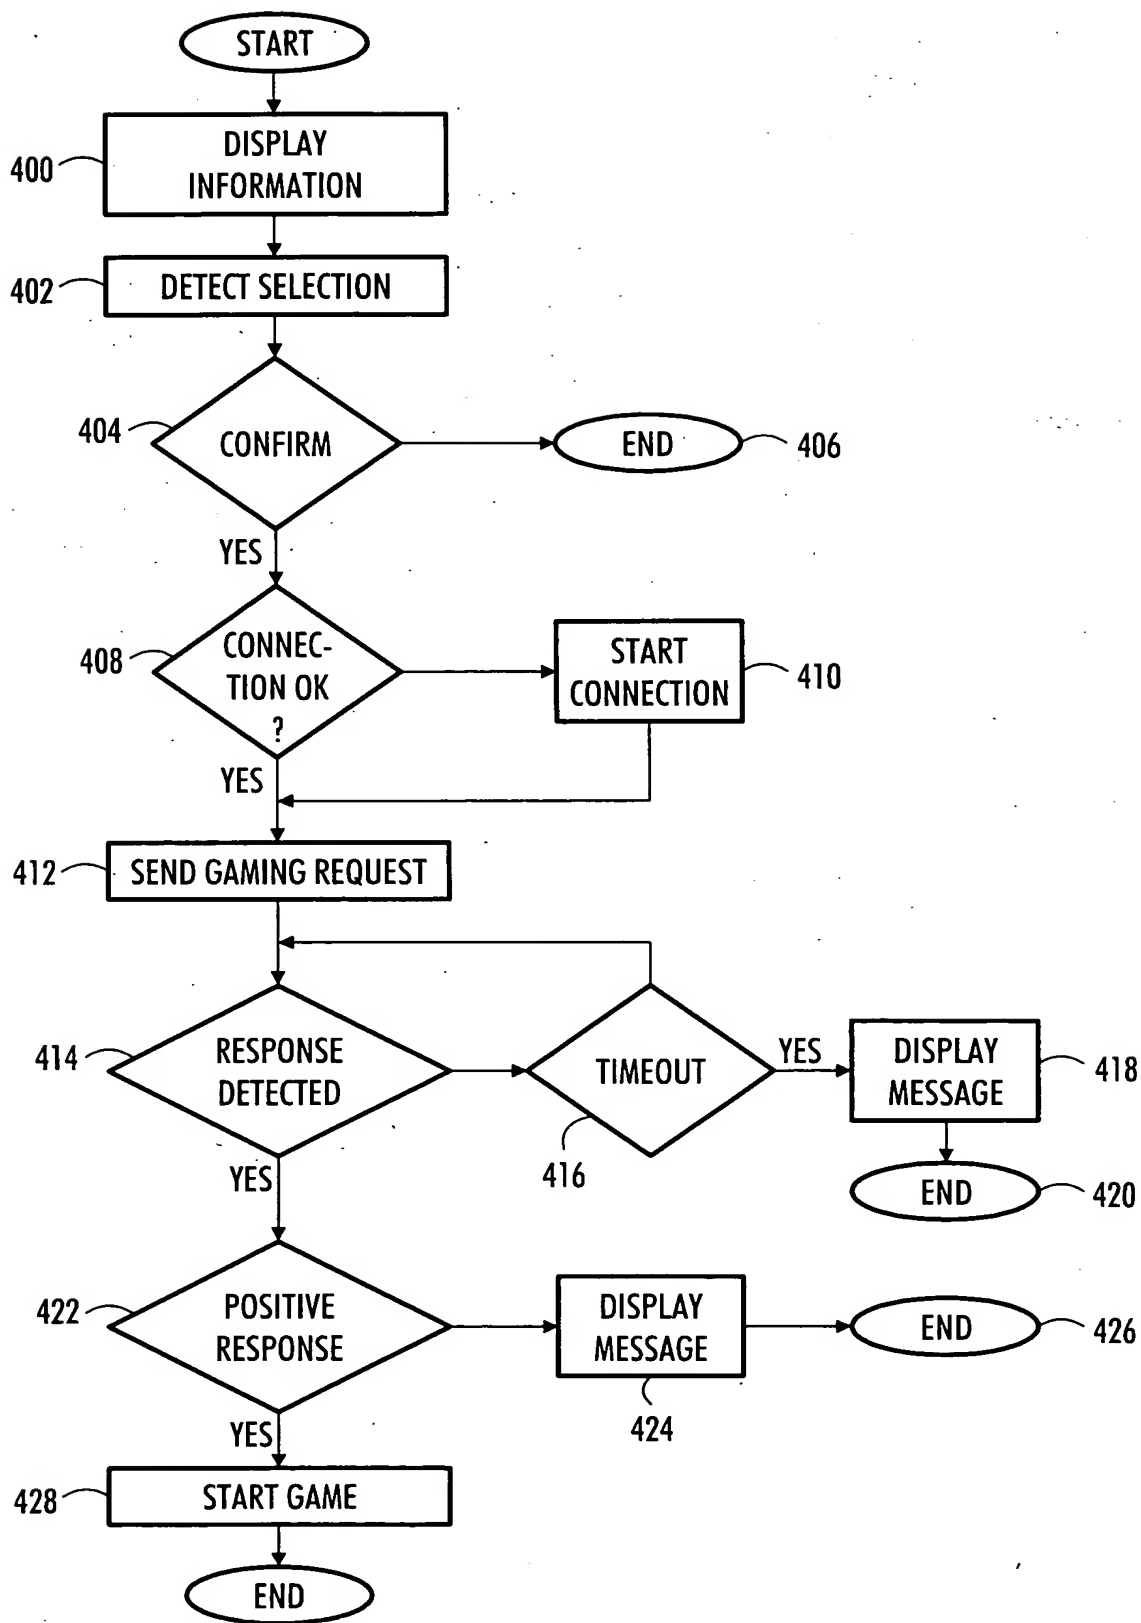 START
400
DISPLAY
INFORMATION
402
DETECT SELECTION
404
CONFIRM
END
406
YES
408
CONNEC-
TION OK
?
START
CONNECTION
410
YES
412
SEND GAMING REQUEST
414
RESPONSE
DETECTED
TIMEOUT
416
YES
DISPLAY
MESSAGE
418
END
420
YES
422
POSITIVE
RESPONSE
DISPLAY
MESSAGE
424
END
426
YES
428
START GAME
END